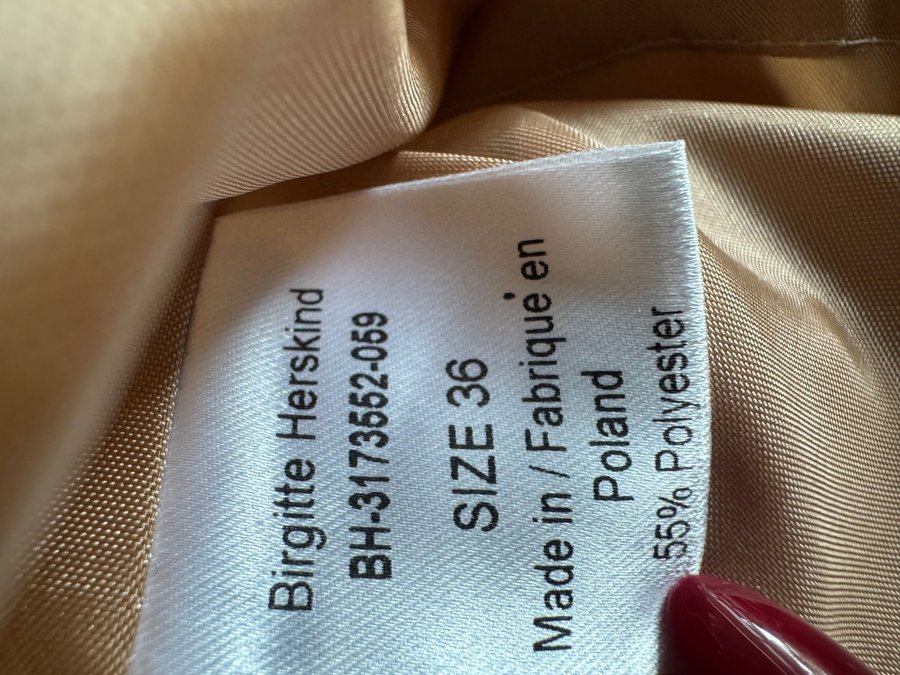 Birgitte Herskind
BH-3173552-059
SIZE 36
Made in / Fabriqué en
Poland
55% Polyester